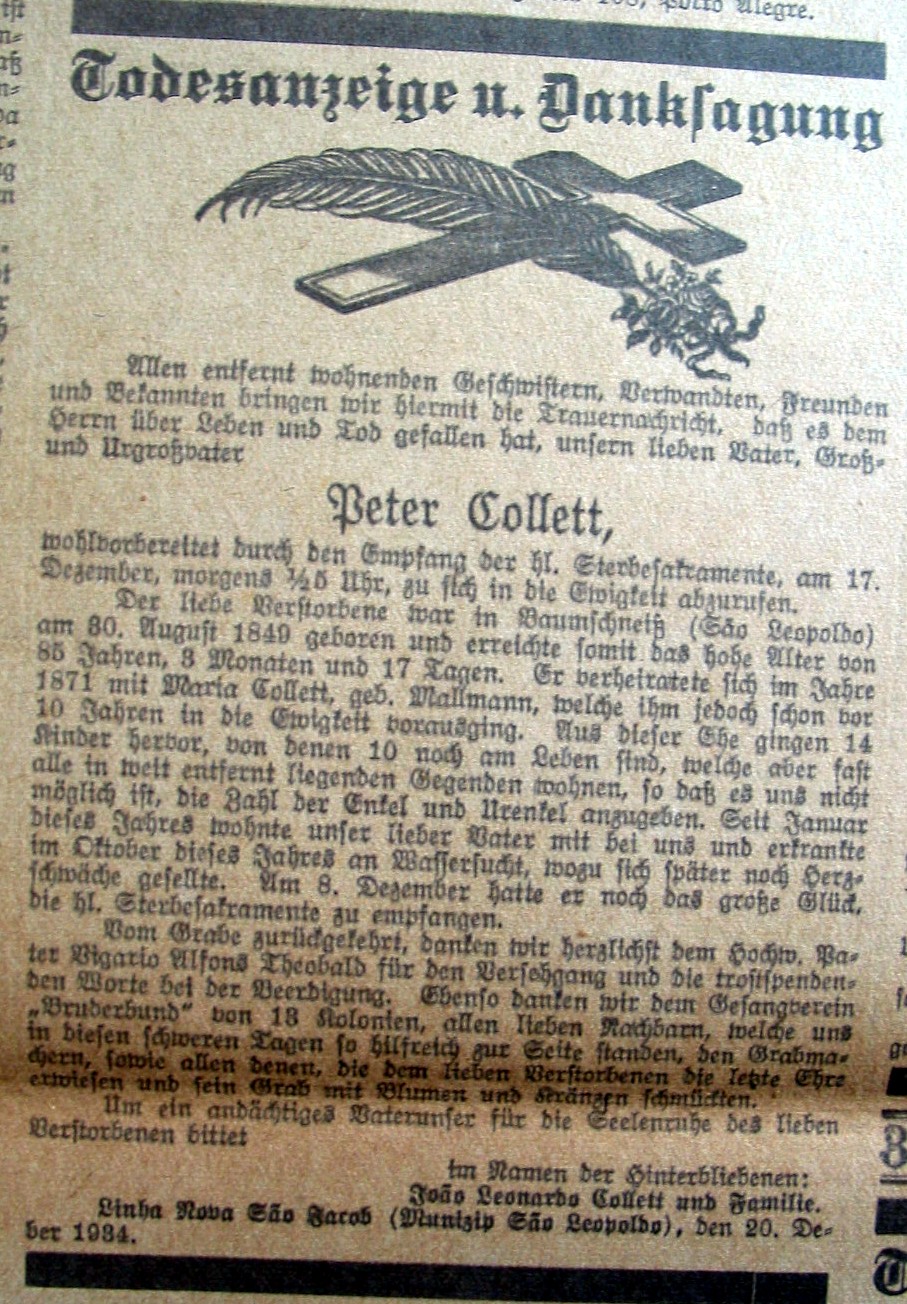 Porto Alegre.
Todesanzeige u. Danksagung
Allen entfernt wohnenden Geschwistern, Verwandten, Freunden
und Bekannten bringen wir hiermit die Trauernachricht, daß es dem
Herrn über Leben und Tod gefallen hat, unsern lieben Vater, Groß-
und Urgroßvater
Peter Collett,
wohlvorbereitet durch den Empfang der hl. Sterbesakramente, am 17.
Dezember, morgens ½5 Uhr, zu sich in die Ewigkeit abzurufen.
Der liebe Verstorbene war in Baumschneiß (São Leopoldo)
am 30. August 1849 geboren und erreichte somit das hohe Alter von
85 Jahren, 3 Monaten und 17 Tagen. Er verheiratete sich im Jahre
1871 mit Maria Collett, geb. Mallmann, welche ihm jedoch schon vor
10 Jahren in die Ewigkeit vorausging. Aus dieser Ehe gingen 14
Kinder hervor, von denen 10 noch am Leben sind, welche aber fast
alle in weit entfernt liegenden Gegenden wohnen, so daß es uns nicht
möglich ist, die Zahl der Enkel und Urenkel anzugeben. Seit Januar
dieses Jahres wohnte unser lieber Vater mit bei uns und erkrankte
im Oktober dieses Jahres an Wassersucht, wozu sich später noch Herz-
schwäche gesellte. Am 8. Dezember hatte er noch das große Glück,
die hl. Sterbesakramente zu empfangen.
Vom Grabe zurückgekehrt, danken wir herzlichst dem Hochw. Pa-
ter Vigario Alfons Theobald für den Versehgang und die trostspenden-
den Worte bei der Beerdigung. Ebenso danken wir dem Gesangverein
„Bruderbund“ von 13 Kolonien, allen lieben Nachbarn, welche uns
in diesen schweren Tagen so hilfreich zur Seite standen, den Grabma-
chern, sowie allen denen, die dem lieben Verstorbenen die letzte Ehre
erwiesen und sein Grab mit Blumen und Kränzen schmückten.
Um ein andächtiges Vaterunser für die Seelenruhe des lieben
Verstorbenen bittet
im Namen der Hinterbliebenen:
João Leonardo Collett und Familie.
Linha Nova São Jacob (Munizip São Leopoldo), den 20. De-
ber 1934.